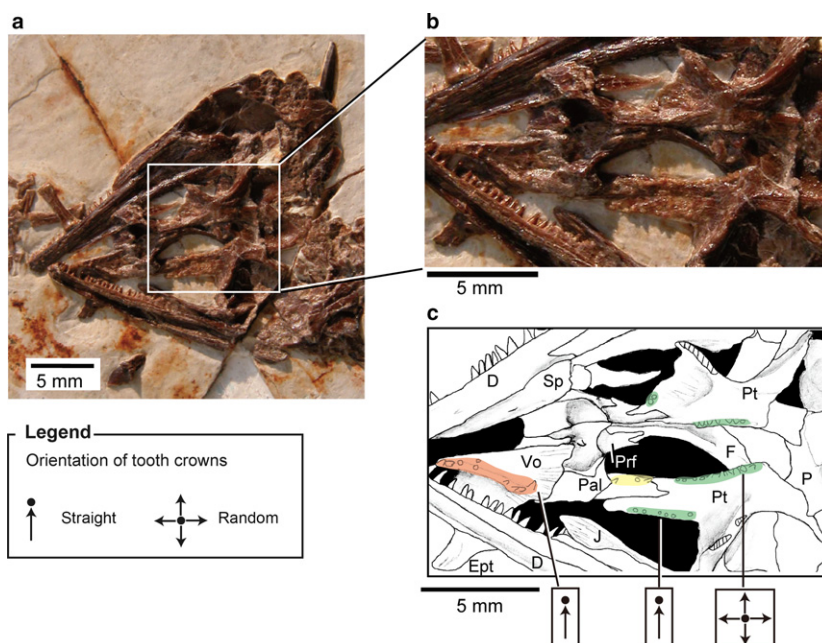 a
5 mm
b
5 mm
Legend
Orientation of tooth crowns
Straight
Random
c
D
Sp
Pt
Vo
Prf
F
Pal
Pt
P
J
Ept
D
5 mm